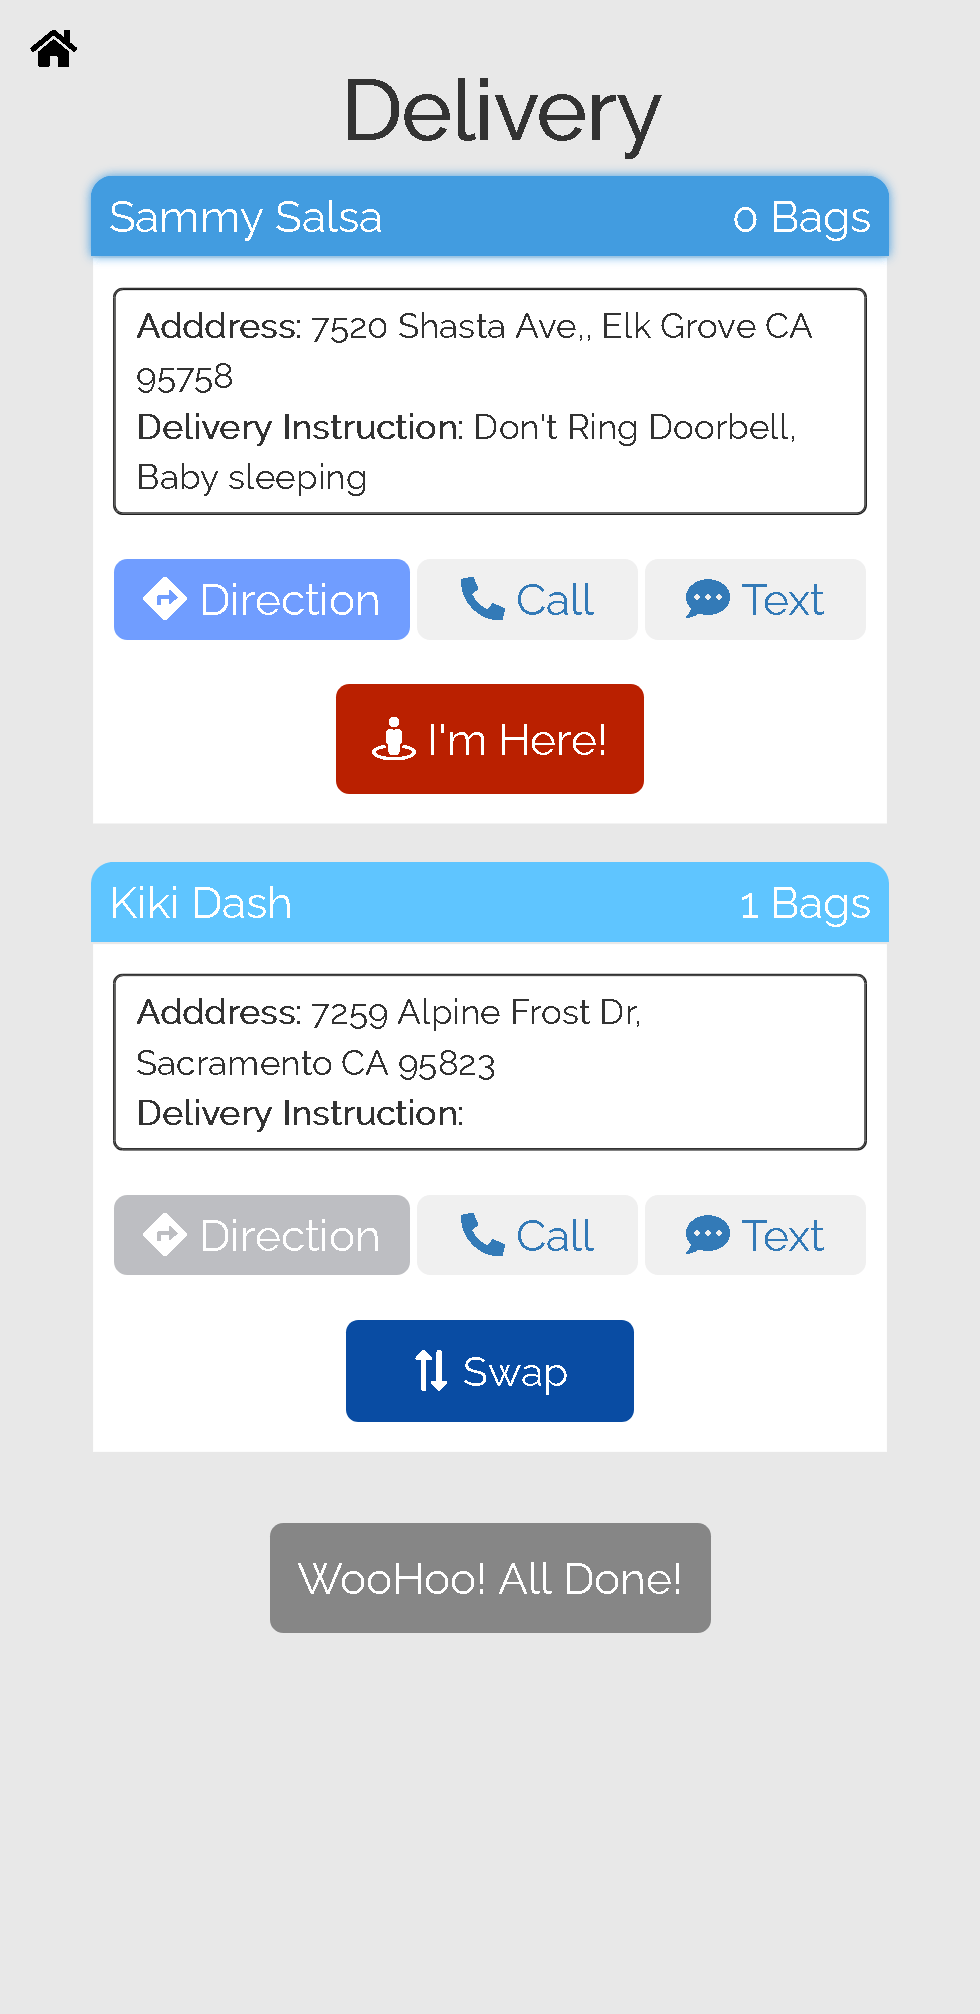 Delivery
Sammy Salsa 0 Bags
Adddress: 7520 Shasta Ave,, Elk Grove CA
95758
Delivery Instruction: Don't Ring Doorbell,
Baby sleeping
Direction Call Text
I'm Here!
Kiki Dash 1 Bags
Adddress: 7259 Alpine Frost Dr,
Sacramento CA 95823
Delivery Instruction:
Direction Call Text
Swap
WooHoo! All Done!